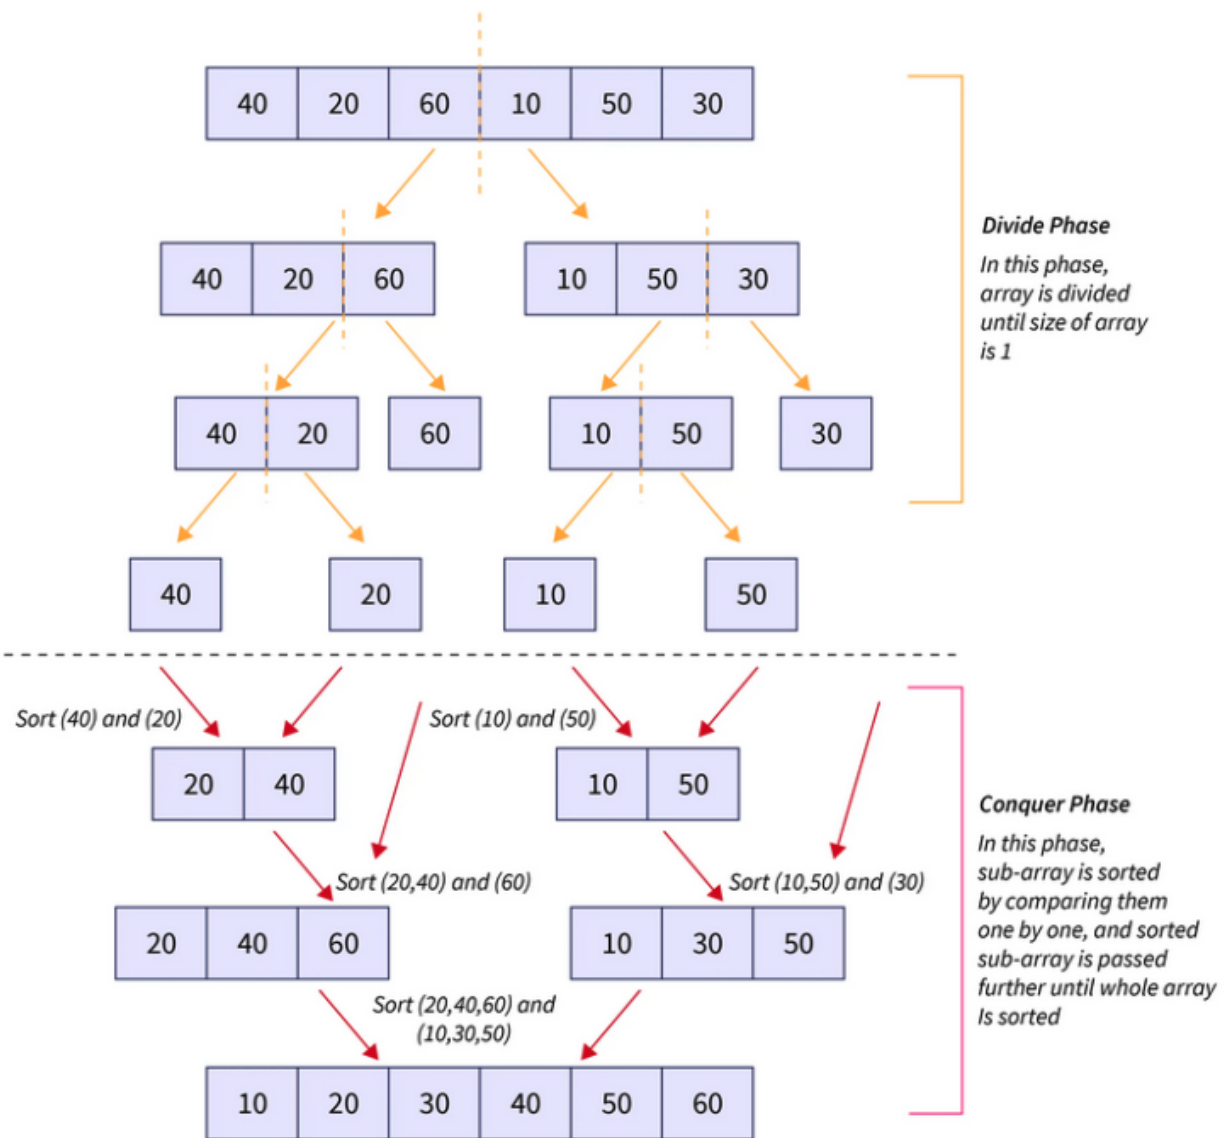 40 20 60 10 50 30
Divide Phase
In this phase,
array is divided
until size of array
is 1
40 20 60
10 50 30
40 20
60
10 50
30
40
20
10
50
Sort (40) and (20)
Sort (10) and (50)
20 40
10 50
Conquer Phase
In this phase,
sub-array is sorted
by comparing them
one by one, and sorted
sub-array is passed
further until whole array
Is sorted
Sort (20,40) and (60)
Sort (10,50) and (30)
20 40 60
10 30 50
Sort (20,40,60) and
(10,30,50)
10 20 30 40 50 60